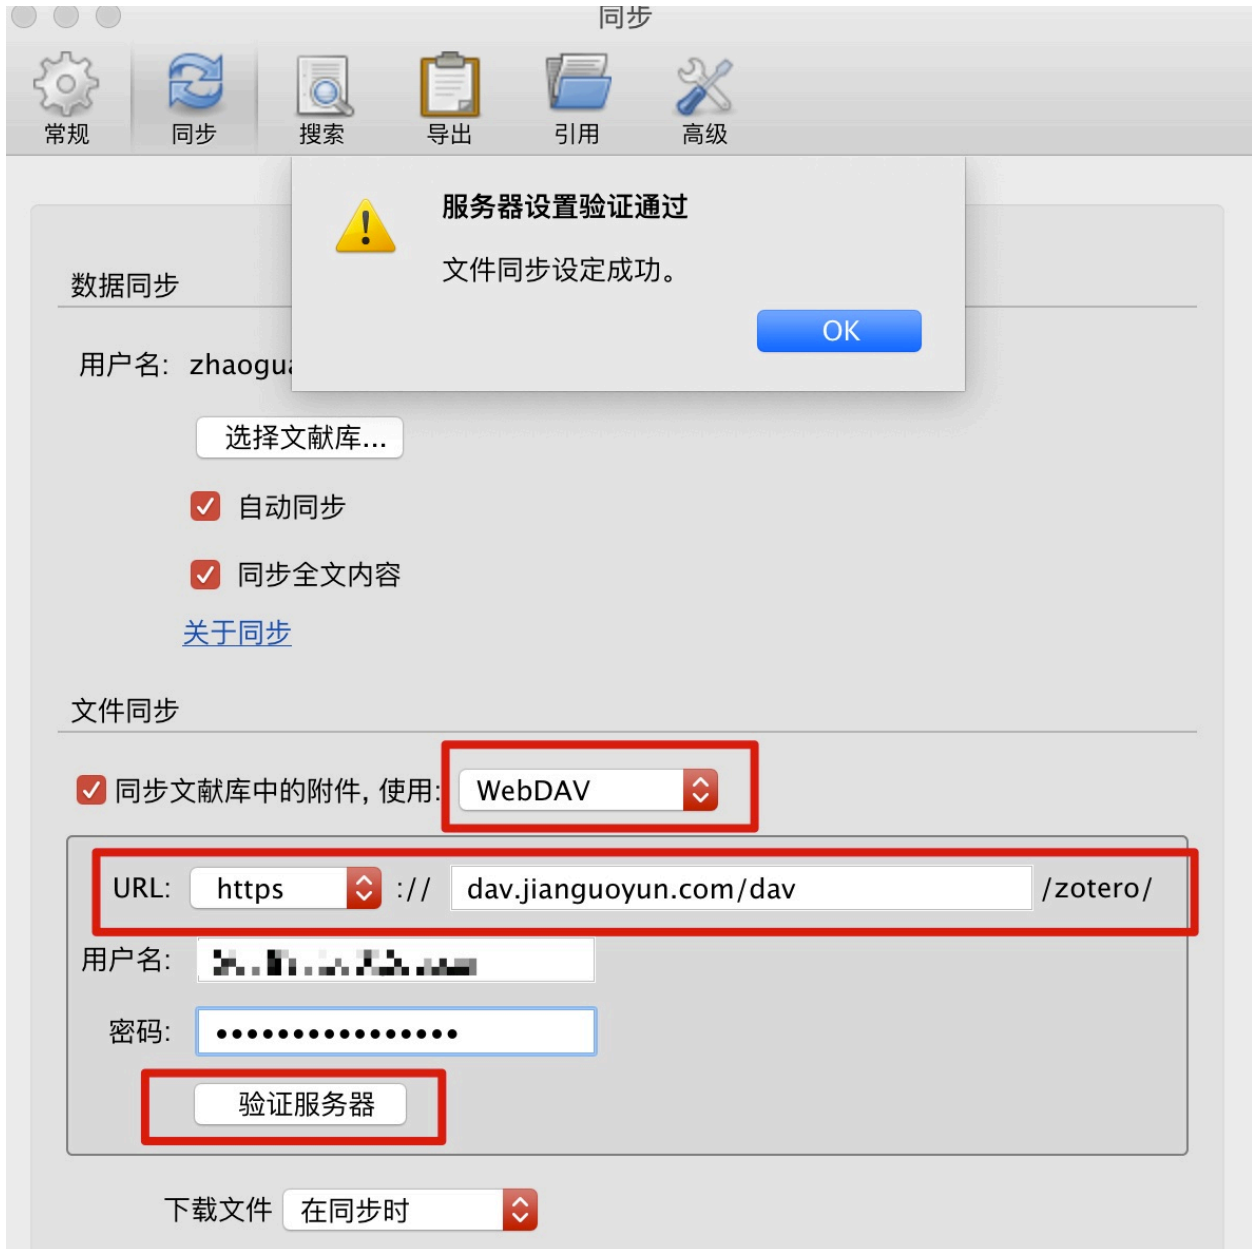 同步
常规 同步 搜索 导出 引用 高级
服务器设置验证通过
文件同步设定成功。
OK
数据同步
用户名: zhaogu
选择文献库...
自动同步
同步全文内容
关于同步
文件同步
同步文献库中的附件, 使用: WebDAV
URL: https :// dav.jianguoyun.com/dav /zotero/
用户名:
密码: ••••••••••••••••
验证服务器
下载文件 在同步时